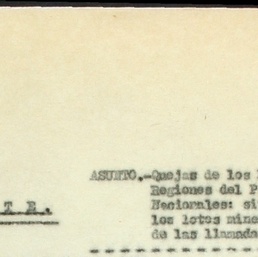 ASUNTO.-Quejas de los
Regiones del P
Nacionales: si
T E.
los lotes mine
de las llamada